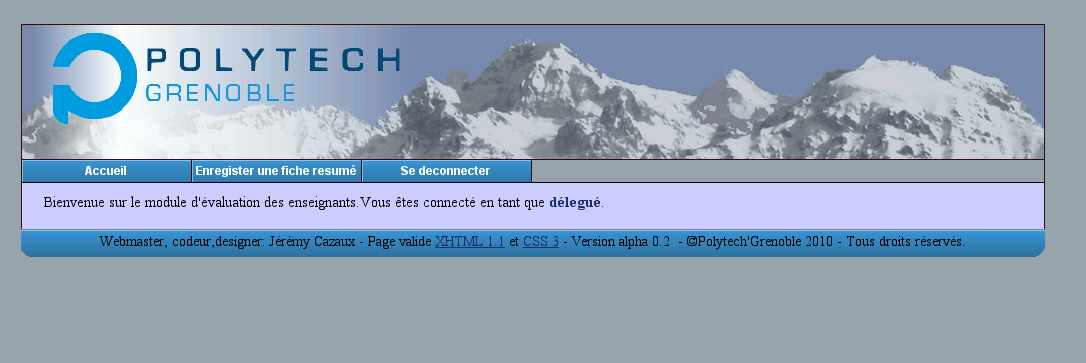 POLYTECH
GRENOBLE
Accueil Enregister une fiche resumé Se deconnecter
Bienvenue sur le module d'évaluation des enseignants.Vous êtes connecté en tant que délegué.
Webmaster, codeur,designer: Jérémy Cazaux - Page valide XHTML 1.1 et CSS 3 - Version alpha 0.2 - ©Polytech'Grenoble 2010 - Tous droits réservés.